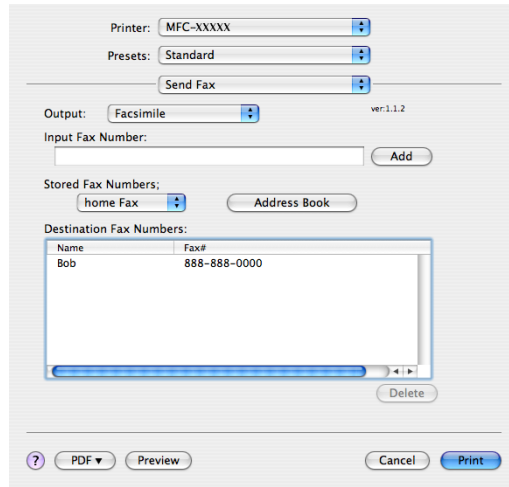 Printer: MFC-XXXXX
Presets: Standard
Send Fax
Output: Facsimile ver:1.1.2
Input Fax Number:
Add
Stored Fax Numbers;
home Fax Address Book
Destination Fax Numbers:
Name Fax#
Bob 888-888-0000
Delete
? PDF▼ Preview Cancel Print